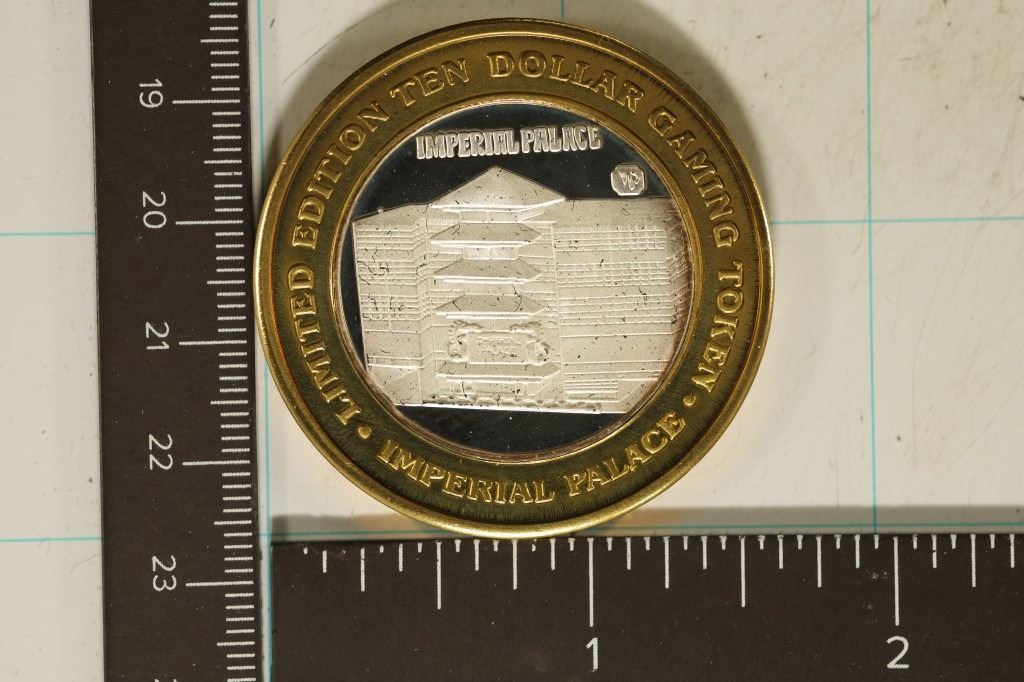 LIMITED EDITION TEN DOLLAR GAMING TOKEN •
IMPERIAL PALACE •
IMPERIAL PALACE
19
20
21
22
23
1
2